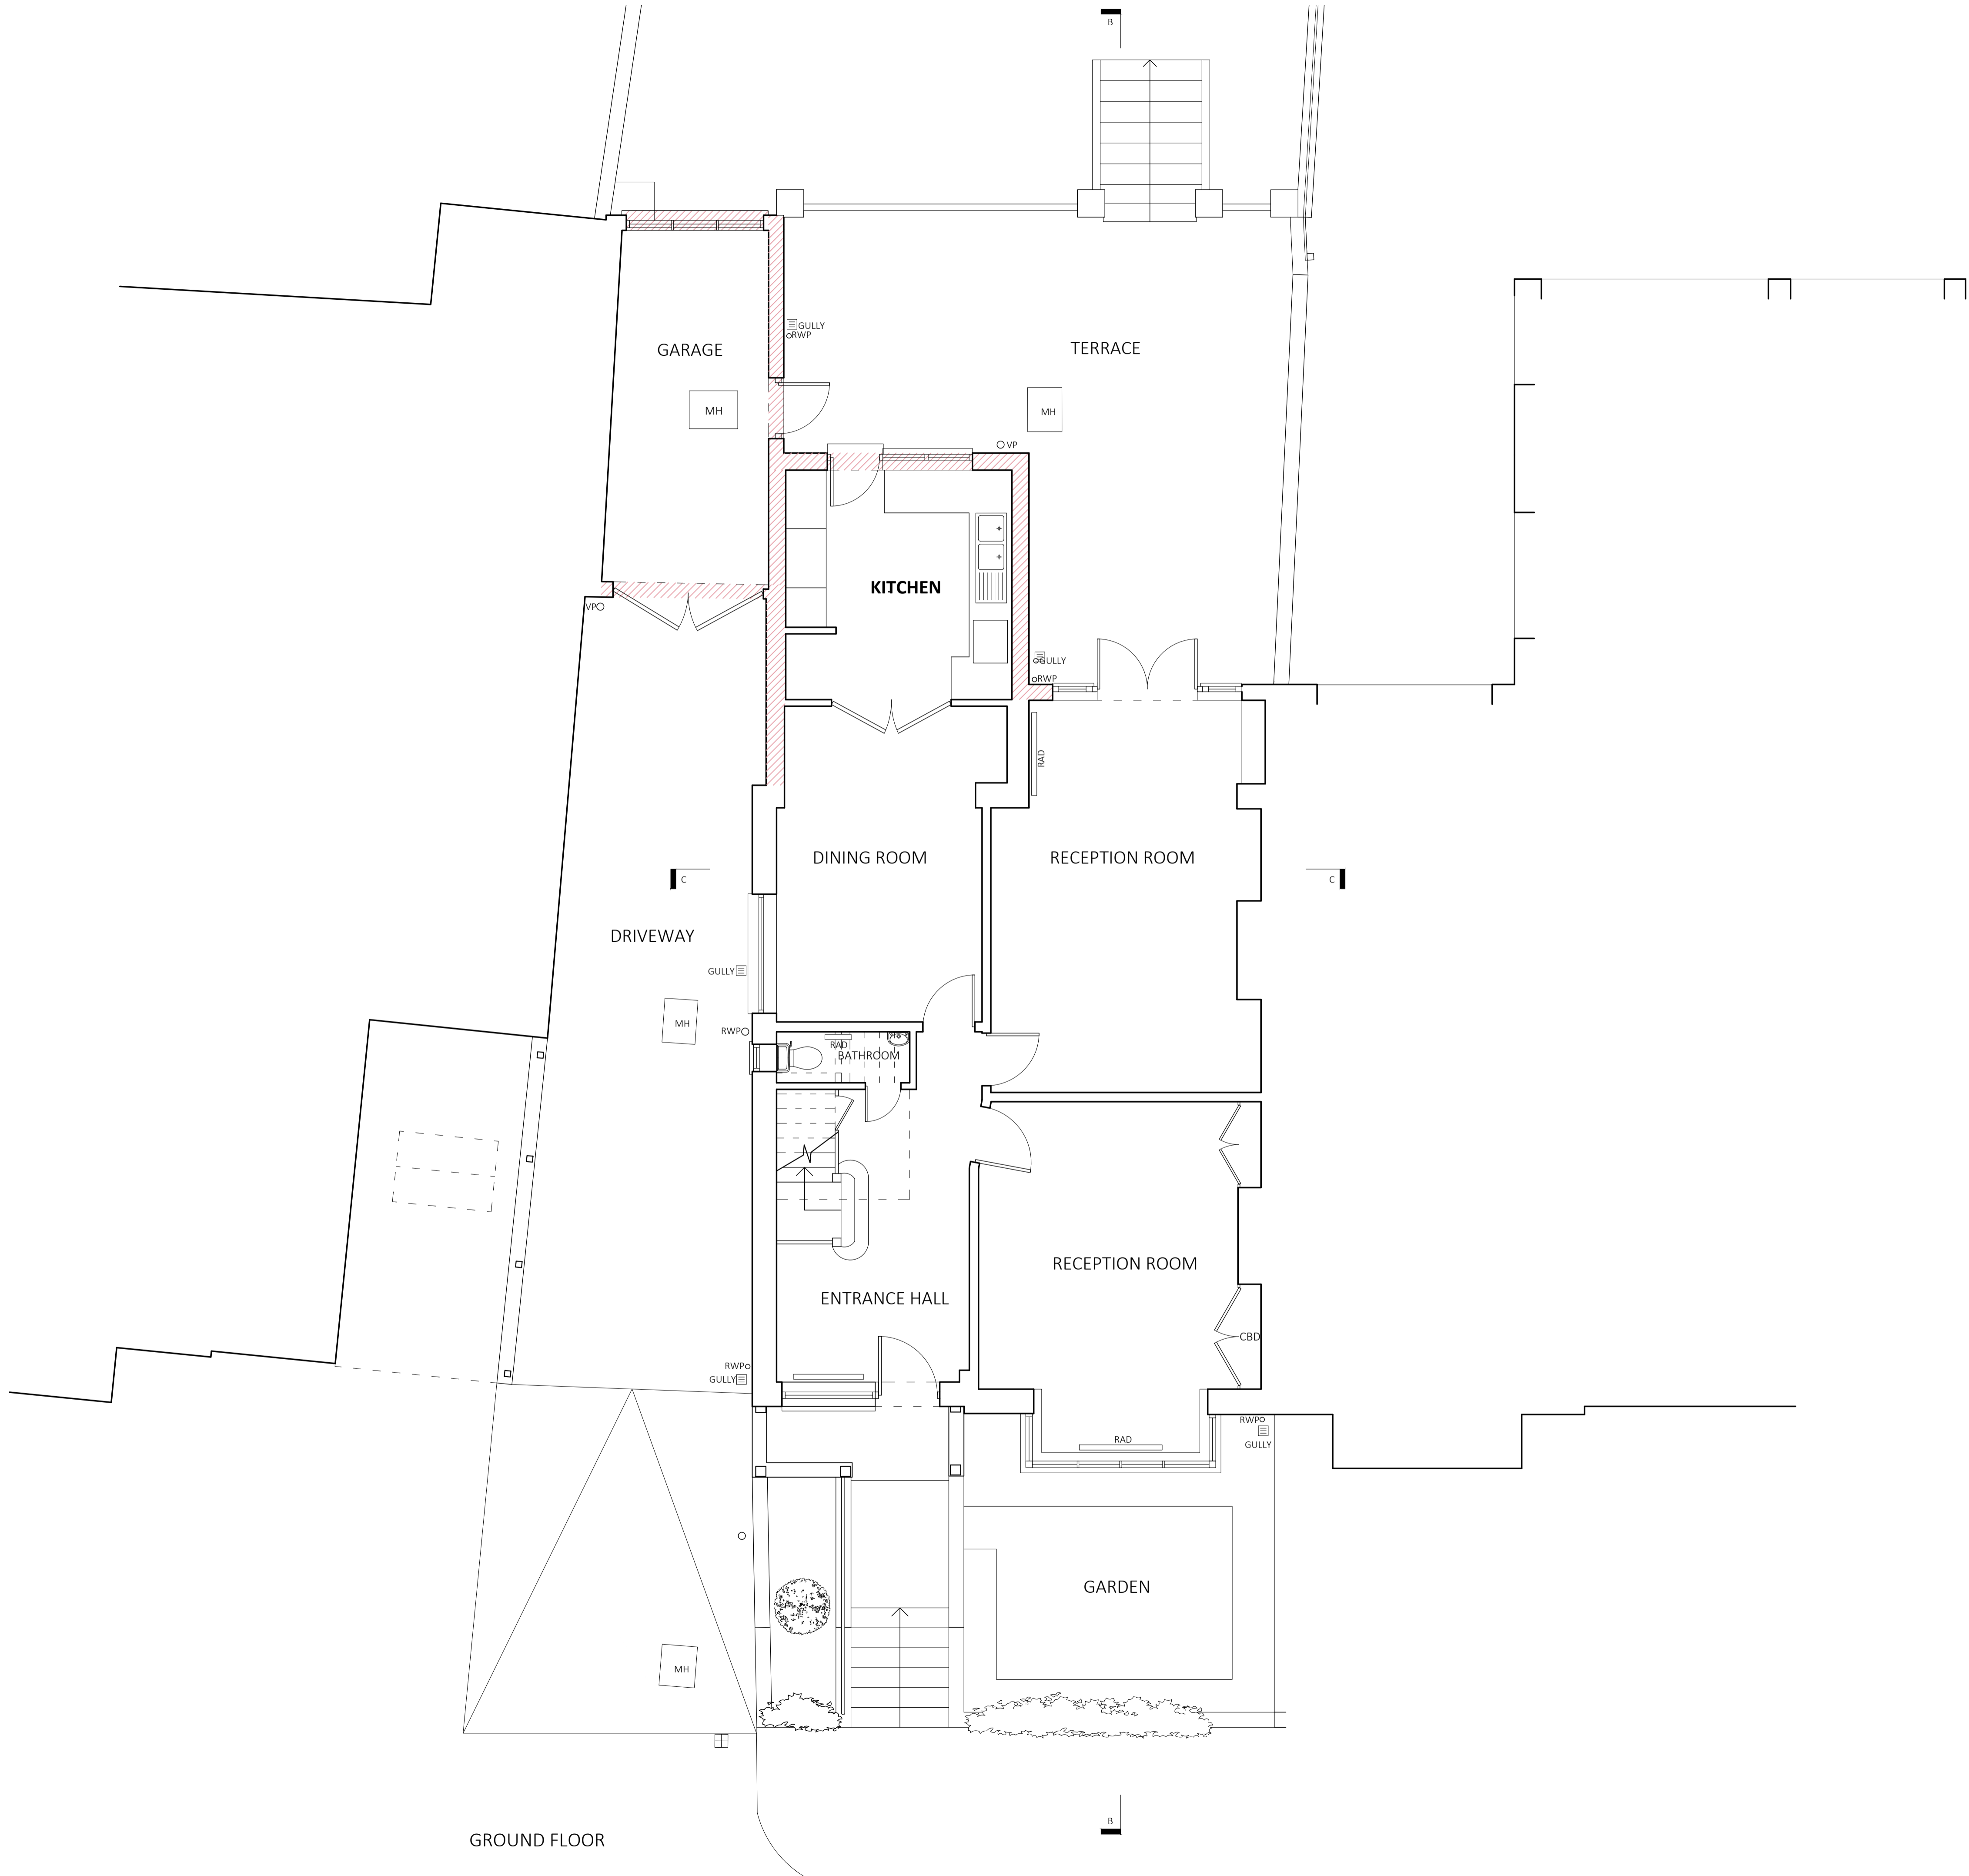 B
GULLY
RWP
GARAGE
TERRACE
MH
MH
VP
KITCHEN
VP
GULLY
RWP
RAD
DINING ROOM
RECEPTION ROOM
C
C
DRIVEWAY
GULLY
MH
RWP
RAD
BATHROOM
RECEPTION ROOM
ENTRANCE HALL
CBD
RWP
GULLY
RWP
GULLY
RAD
GARDEN
MH
B
GROUND FLOOR